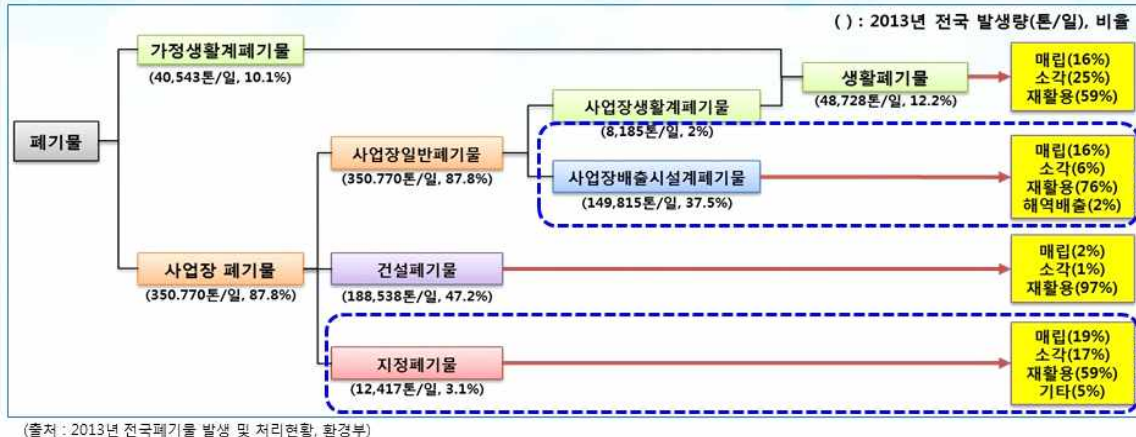 ( ) : 2013년 전국 발생량(톤/일), 비율
가정생활계폐기물
(40,543톤/일, 10.1%)
생활폐기물
(48,728톤/일, 12.2%)
매립(16%)
소각(25%)
재활용(59%)
사업장생활계폐기물
(8,185톤/일, 2%)
폐기물
사업장일반폐기물
(350.770톤/일, 87.8%)
사업장배출시설계폐기물
(149,815톤/일, 37.5%)
매립(16%)
소각(6%)
재활용(76%)
해역배출(2%)
사업장 폐기물
(350.770톤/일, 87.8%)
건설폐기물
(188,538톤/일, 47.2%)
매립(2%)
소각(1%)
재활용(97%)
지정폐기물
(12,417톤/일, 3.1%)
매립(19%)
소각(17%)
재활용(59%)
기타(5%)
(출처 : 2013년 전국폐기물 발생 및 처리현황, 환경부)